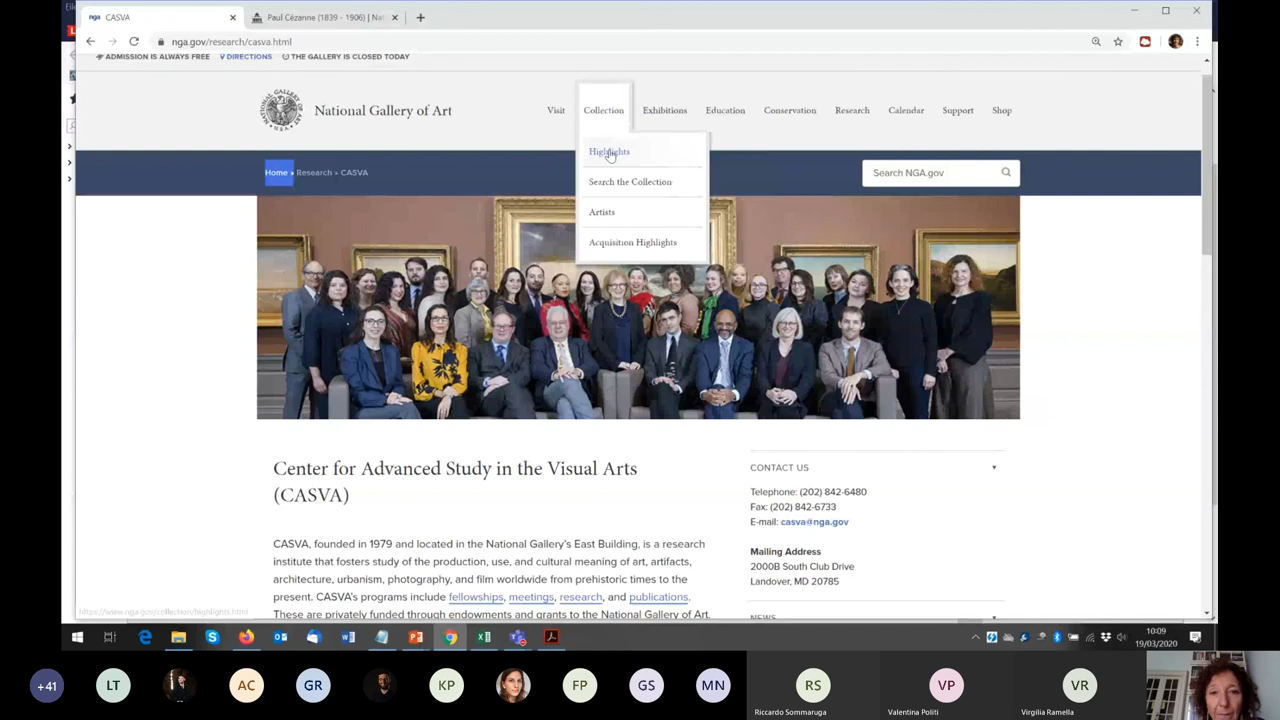 CASVA
Paul Cézanne (1839 - 1906) | Nat
nga.gov/research/casva.html
ADMISSION IS ALWAYS FREE DIRECTIONS THE GALLERY IS CLOSED TODAY
National Gallery of Art
Visit Collection Exhibitions Education Conservation Research Calendar Support Shop
Highlights
Search the Collection
Artists
Acquisition Highlights
Home » Research » CASVA
Search NGA.gov
Center for Advanced Study in the Visual Arts
(CASVA)
CASVA, founded in 1979 and located in the National Gallery's East Building, is a research
institute that fosters study of the production, use, and cultural meaning of art, artifacts,
architecture, urbanism, photography, and film worldwide from prehistoric times to the
present. CASVA's programs include fellowships, meetings, research, and publications.
These are privately funded through endowments and grants to the National Gallery of Art.
CONTACT US
Telephone: (202) 842-6480
Fax: (202) 842-6733
E-mail: casva@nga.gov
Mailing Address
2000B South Club Drive
Landover, MD 20785
NEWS
https://www.nga.gov/collection/highlights.html
10:09
19/03/2020
+41 LT AC GR KP FP GS MN RS VP VR
Riccardo Sommaruga Valentina Politi Virgilia Ramella